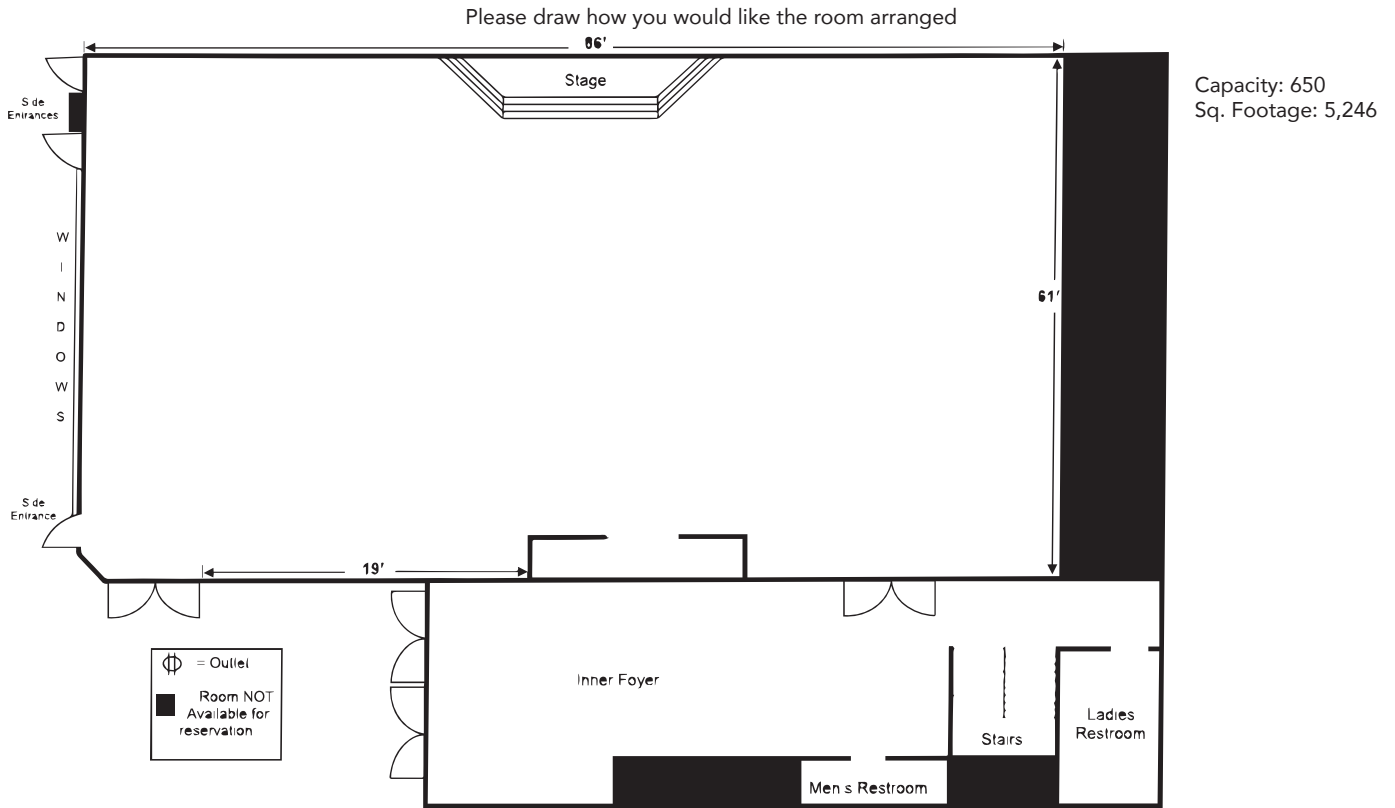 Please draw how you would like the room arranged
86'
Stage
Capacity: 650
Sq. Footage: 5,246
S de
Entrances
W
I
N
D
O
W
S
61'
S de
Entrance
19'
= Outlet
Room NOT
Available for
reservation
Inner Foyer
Stairs
Ladies
Restroom
Men s Restroom